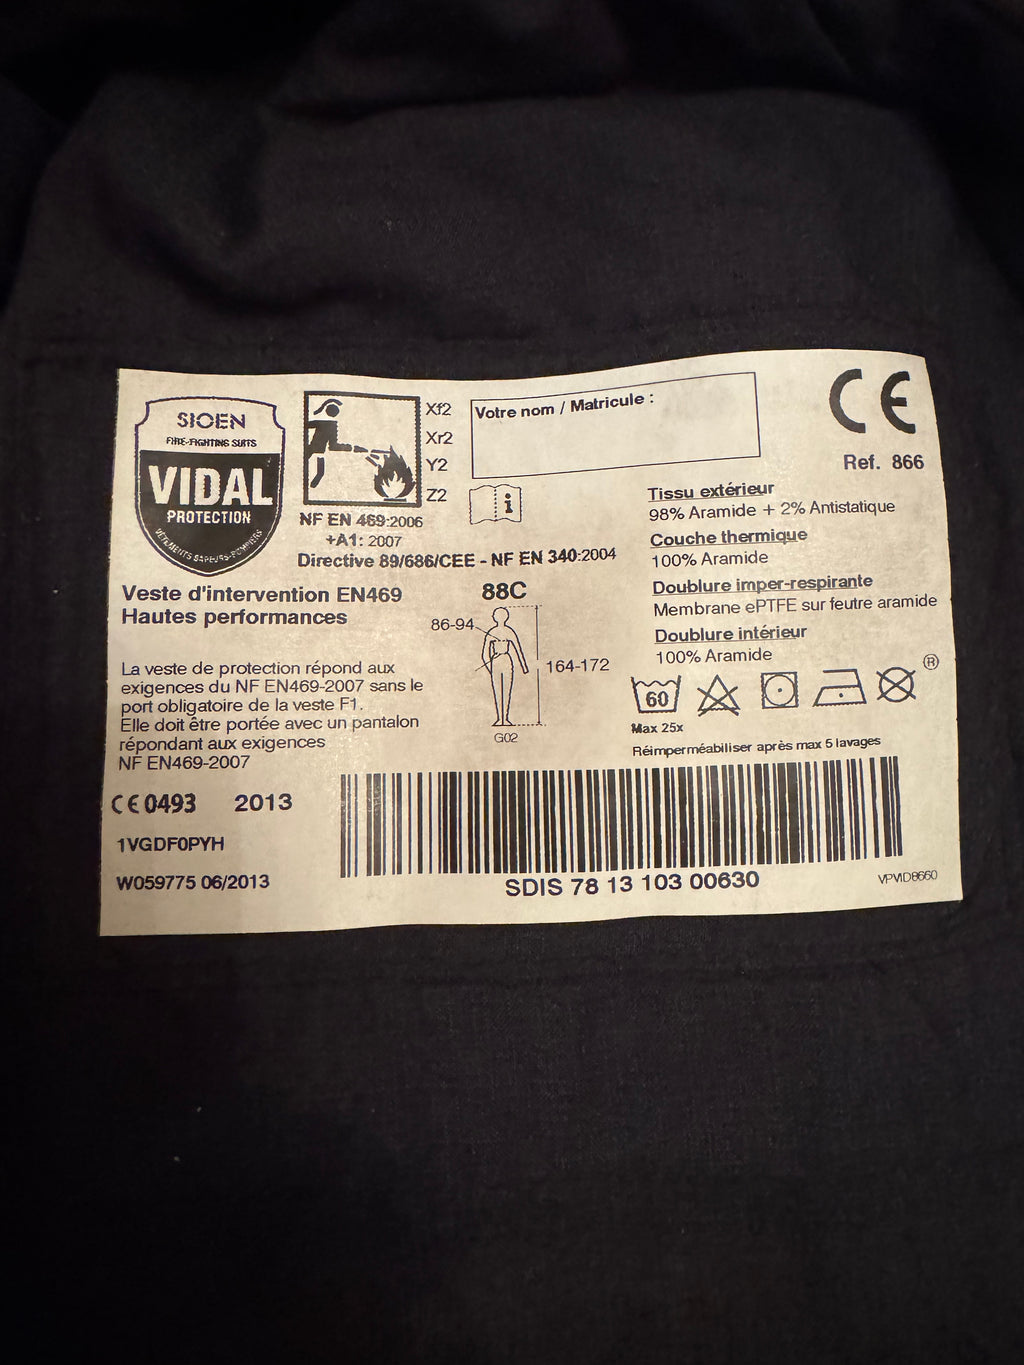 SIOEN
FIRE-FIGHTING SUITS
VIDAL
PROTECTION
VÊTEMENTS SAPEURS-POMPIERS
Xf2
Xr2
Y2
Z2
NF EN 469:2006
+A1: 2007
Directive 89/686/CEE - NF EN 340:2004
Votre nom / Matricule :
i
CE
Ref. 866
Veste d'intervention EN469
Hautes performances
La veste de protection répond aux
exigences du NF EN469-2007 sans le
port obligatoire de la veste F1.
Elle doit être portée avec un pantalon
répondant aux exigences
NF EN469-2007
88C
86-94
164-172
G02
Tissu extérieur
98% Aramide + 2% Antistatique
Couche thermique
100% Aramide
Doublure imper-respirante
Membrane ePTFE sur feutre aramide
Doublure intérieur
100% Aramide
60
®
Max 25x
Réimperméabiliser après max 5 lavages
CE 0493 2013
1VGDF0PYH
W059775 06/2013
SDIS 78 13 103 00630
VPVID8660